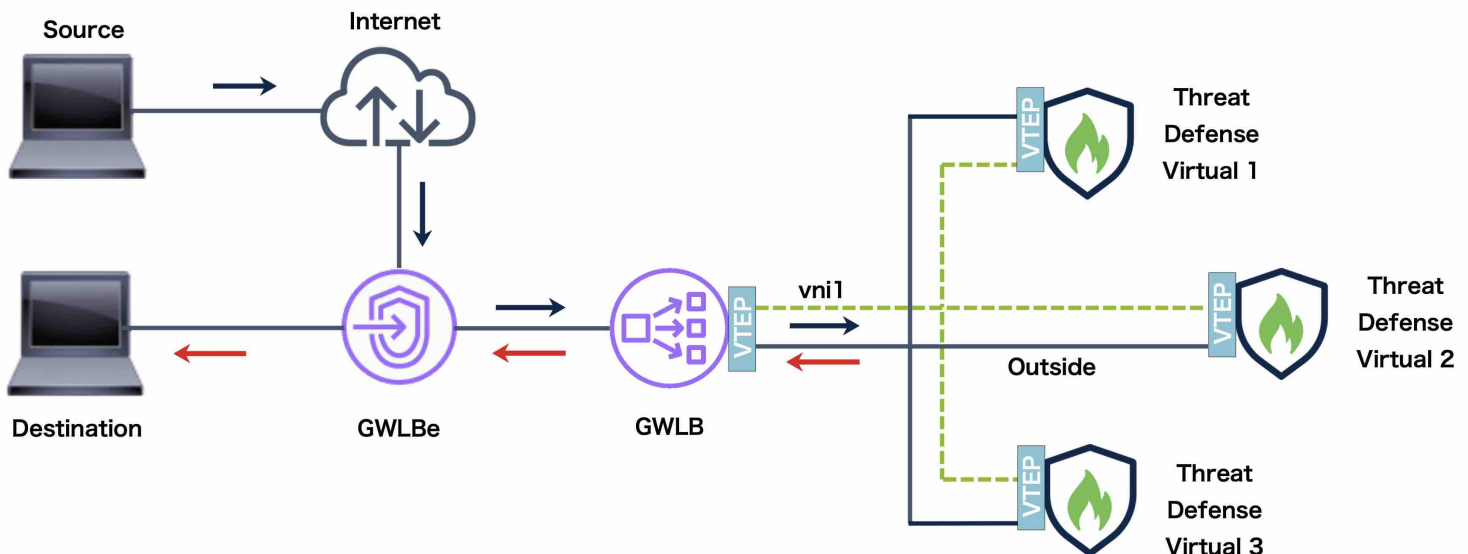 Source
Internet
VTEP
Threat
Defense
Virtual 1
vni1
VTEP
VTEP
Threat
Defense
Virtual 2
Outside
Destination
GWLBe
GWLB
VTEP
Threat
Defense
Virtual 3